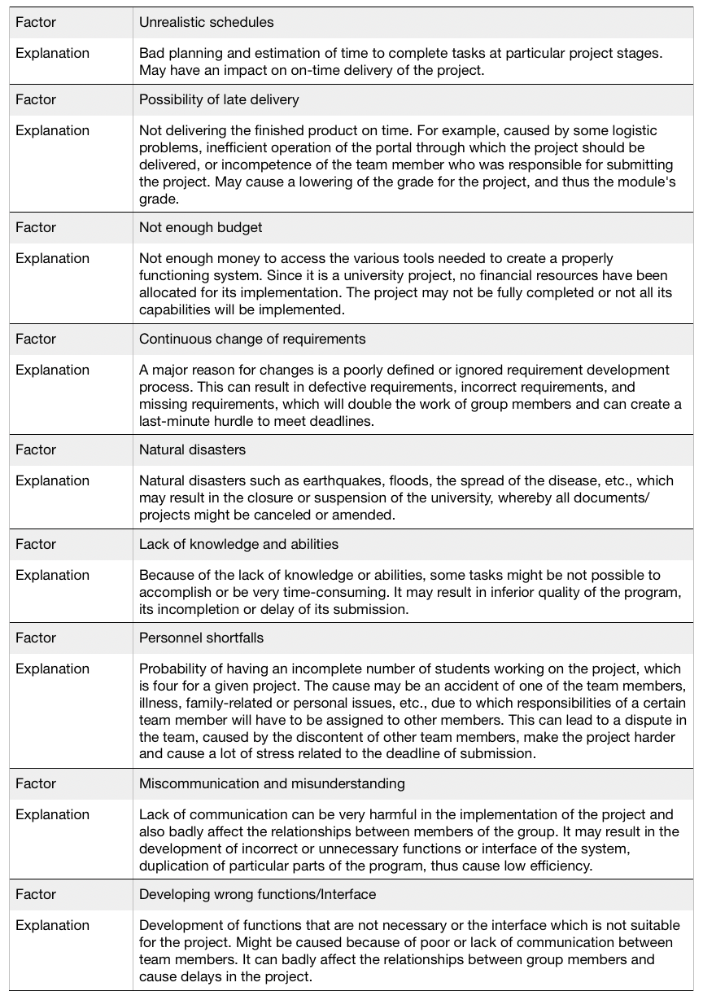 Factor Unrealistic schedules
Explanation Bad planning and estimation of time to complete tasks at particular project stages.
May have an impact on on-time delivery of the project.
Factor Possibility of late delivery
Explanation Not delivering the finished product on time. For example, caused by some logistic
problems, inefficient operation of the portal through which the project should be
delivered, or incompetence of the team member who was responsible for submitting
the project. May cause a lowering of the grade for the project, and thus the module's
grade.
Factor Not enough budget
Explanation Not enough money to access the various tools needed to create a properly
functioning system. Since it is a university project, no financial resources have been
allocated for its implementation. The project may not be fully completed or not all its
capabilities will be implemented.
Factor Continuous change of requirements
Explanation A major reason for changes is a poorly defined or ignored requirement development
process. This can result in defective requirements, incorrect requirements, and
missing requirements, which will double the work of group members and can create a
last-minute hurdle to meet deadlines.
Factor Natural disasters
Explanation Natural disasters such as earthquakes, floods, the spread of the disease, etc., which
may result in the closure or suspension of the university, whereby all documents/
projects might be canceled or amended.
Factor Lack of knowledge and abilities
Explanation Because of the lack of knowledge or abilities, some tasks might be not possible to
accomplish or be very time-consuming. It may result in inferior quality of the program,
its incompletion or delay of its submission.
Factor Personnel shortfalls
Explanation Probability of having an incomplete number of students working on the project, which
is four for a given project. The cause may be an accident of one of the team members,
illness, family-related or personal issues, etc., due to which responsibilities of a certain
team member will have to be assigned to other members. This can lead to a dispute in
the team, caused by the discontent of other team members, make the project harder
and cause a lot of stress related to the deadline of submission.
Factor Miscommunication and misunderstanding
Explanation Lack of communication can be very harmful in the implementation of the project and
also badly affect the relationships between members of the group. It may result in the
development of incorrect or unnecessary functions or interface of the system,
duplication of particular parts of the program, thus cause low efficiency.
Factor Developing wrong functions/Interface
Explanation Development of functions that are not necessary or the interface which is not suitable
for the project. Might be caused because of poor or lack of communication between
team members. It can badly affect the relationships between group members and
cause delays in the project.